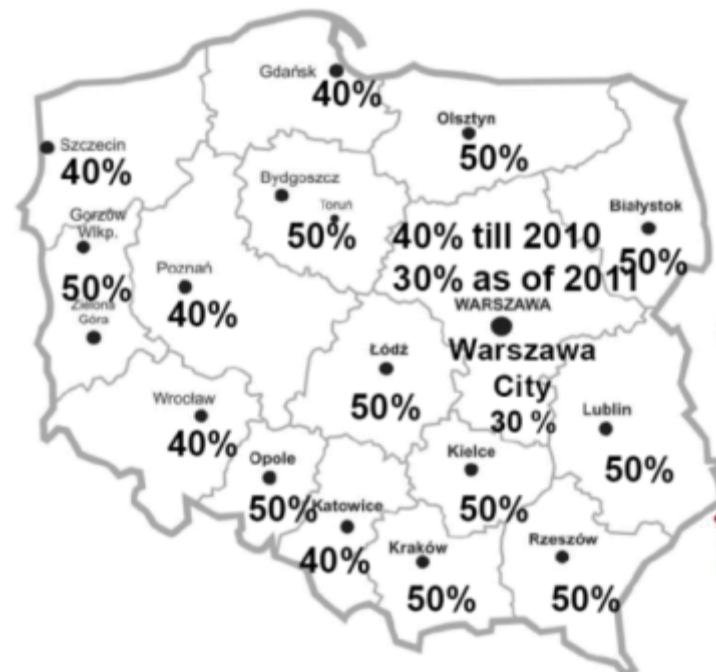 Gdańsk
40%
Olsztyn
50%
Szczecin
40%
Bydgoszcz
Toruń
50%
Białystok
50%
Gorzów
Wlkp.
50%
Zielona
Góra
40% till 2010
30% as of 2011
WARSZAWA
Warszawa
City
30 %
Poznań
40%
Łódź
50%
Wrocław
40%
Lublin
50%
Opole
50%
Kielce
50%
Katowice
40%
Kraków
50%
Rzeszów
50%